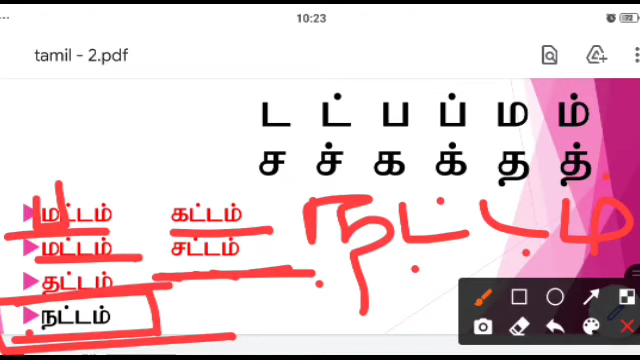 10:23
tamil - 2.pdf
ட ட் ப ப் ம ம்
ச ச் க க் த த்
மட்டம் கட்டம்
மட்டம் சட்டம்
தட்டம்
நட்டம்
நட்டம்